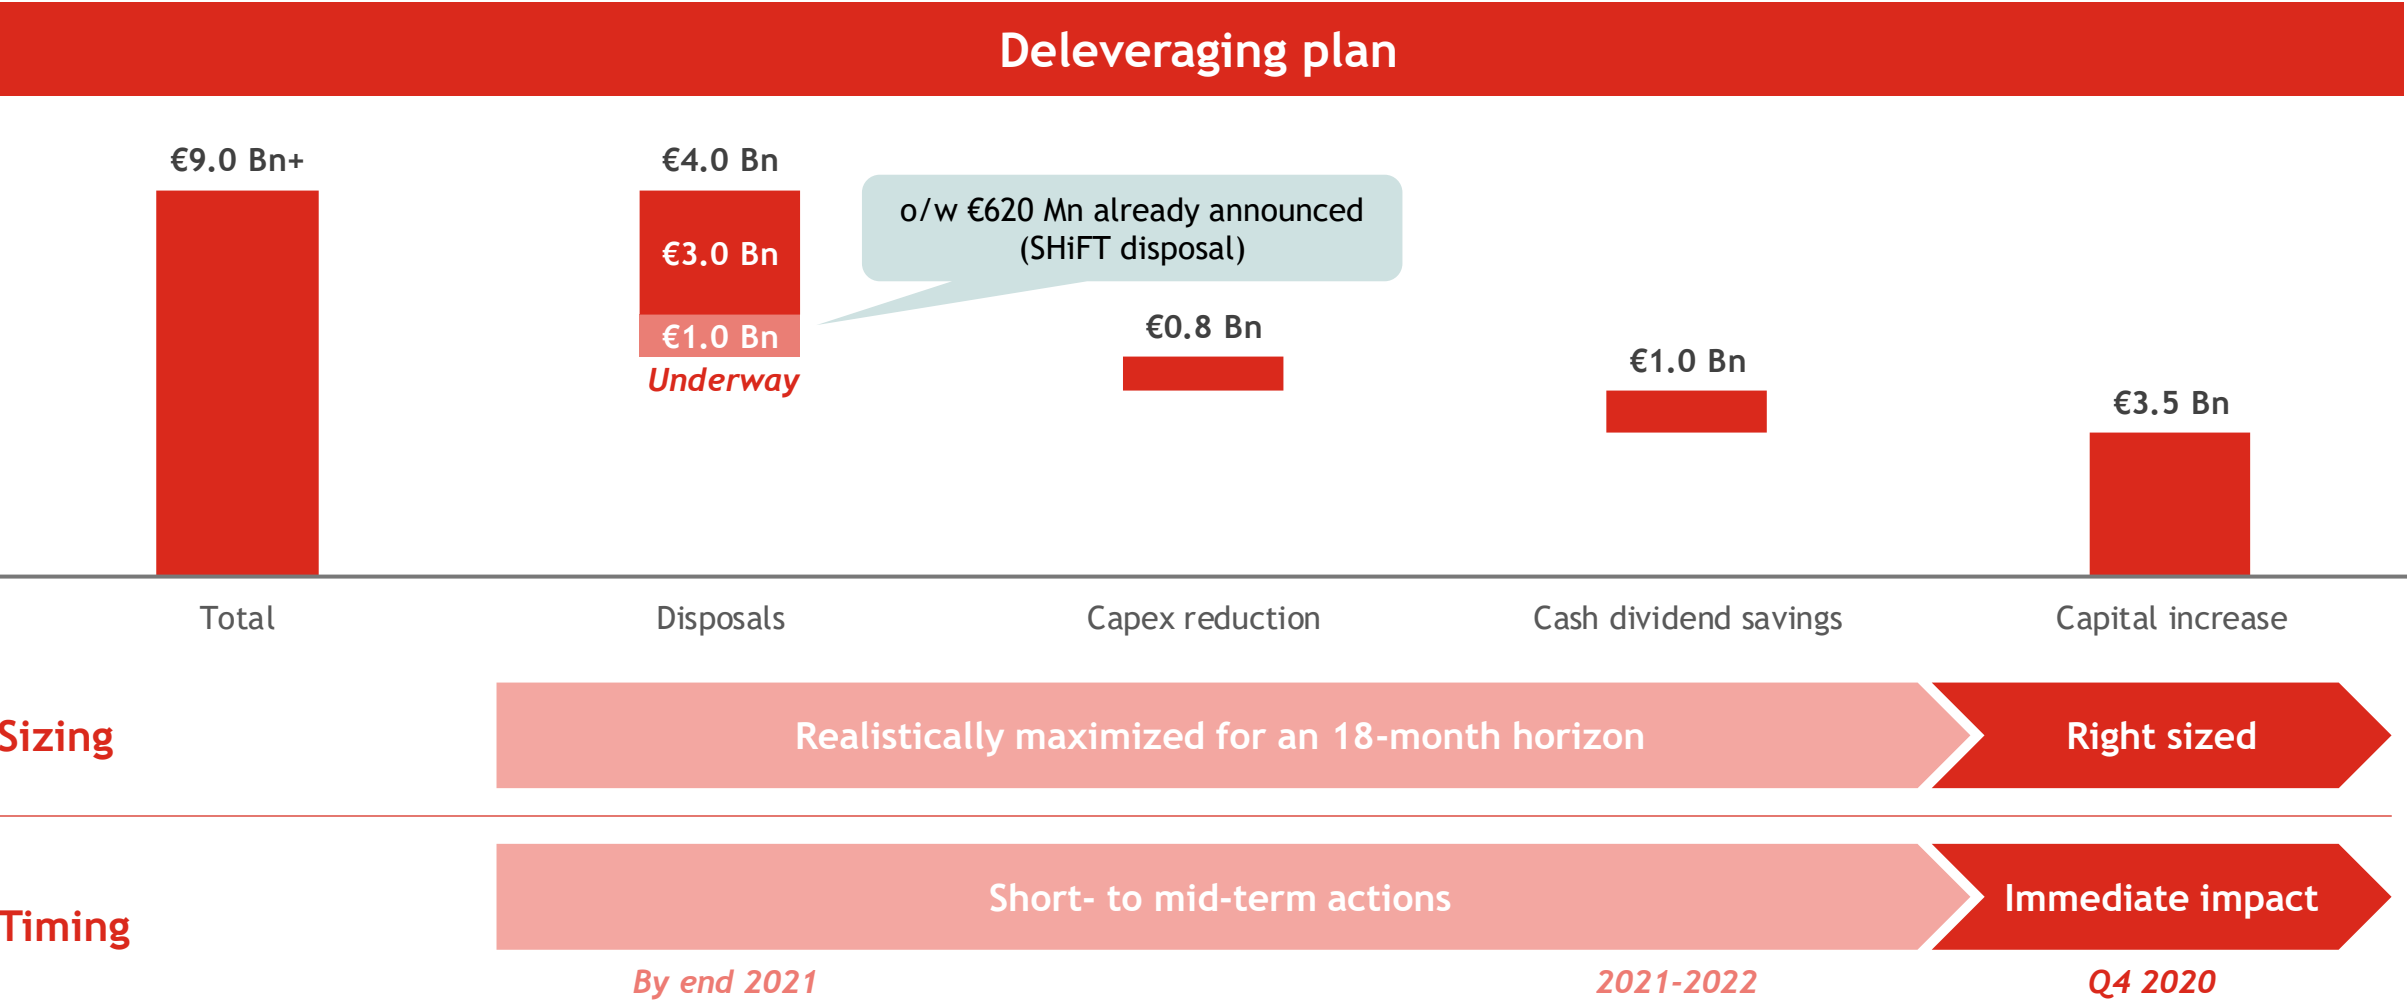 Deleveraging plan
€9.0 Bn+
€4.0 Bn
€3.0 Bn
€1.0 Bn
Underway
o/w €620 Mn already announced
(SHiFT disposal)
€0.8 Bn
€1.0 Bn
€3.5 Bn
Total
Disposals
Capex reduction
Cash dividend savings
Capital increase
Sizing
Realistically maximized for an 18-month horizon
Right sized
Timing
Short- to mid-term actions
Immediate impact
By end 2021
2021-2022
Q4 2020